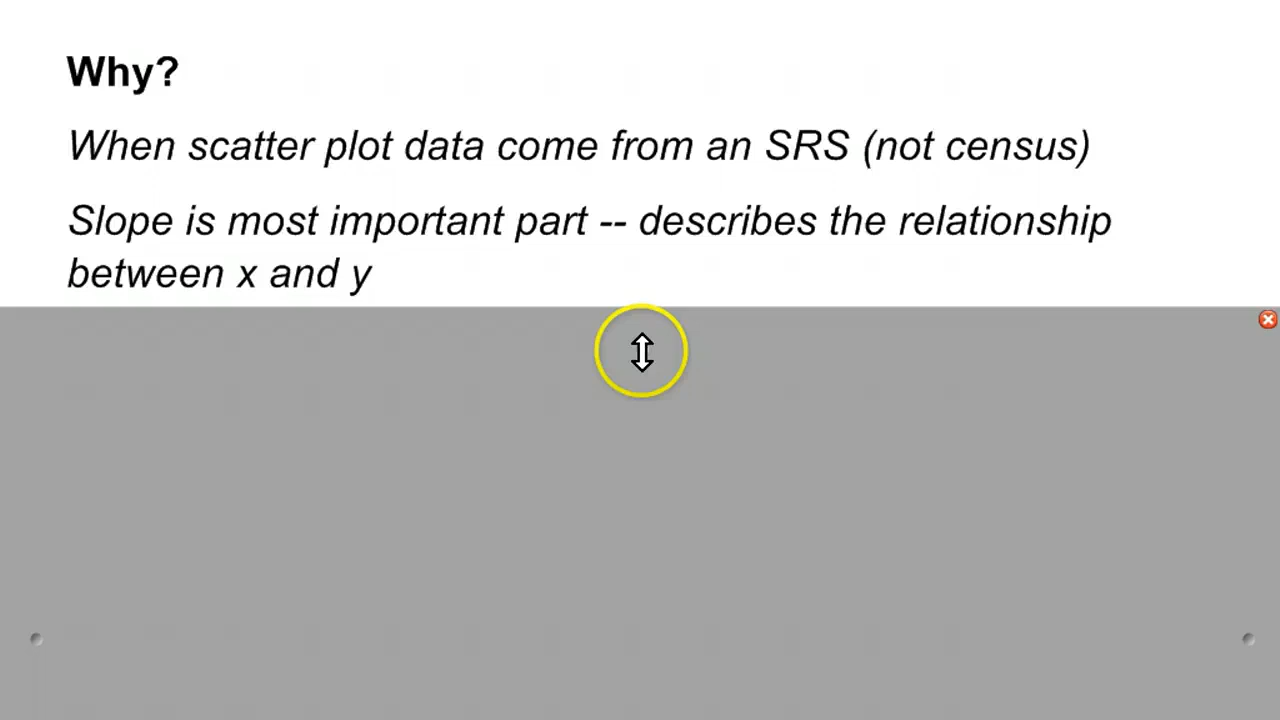 Why?
When scatter plot data come from an SRS (not census)
Slope is most important part -- describes the relationship
between x and y